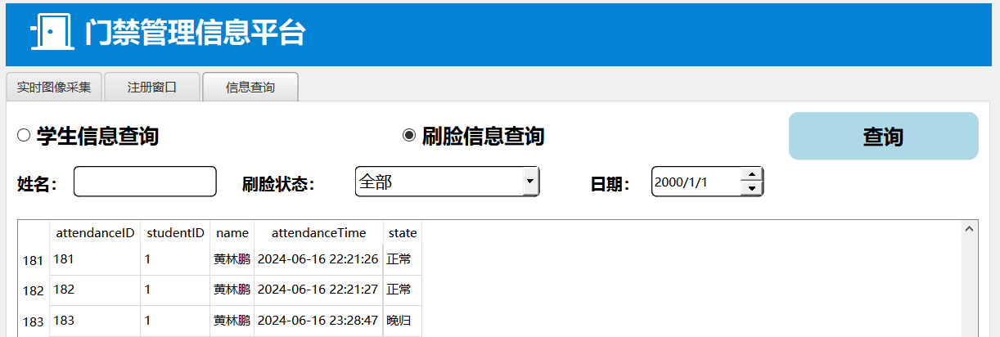 门禁管理信息平台
实时图像采集 注册窗口 信息查询
学生信息查询 刷脸信息查询 查询
姓名： 刷脸状态： 全部 日期： 2000/1/1
attendanceID studentID name attendanceTime state
181 181 1 黄林鹏 2024-06-16 22:21:26 正常
182 182 1 黄林鹏 2024-06-16 22:21:27 正常
183 183 1 黄林鹏 2024-06-16 23:28:47 晚归